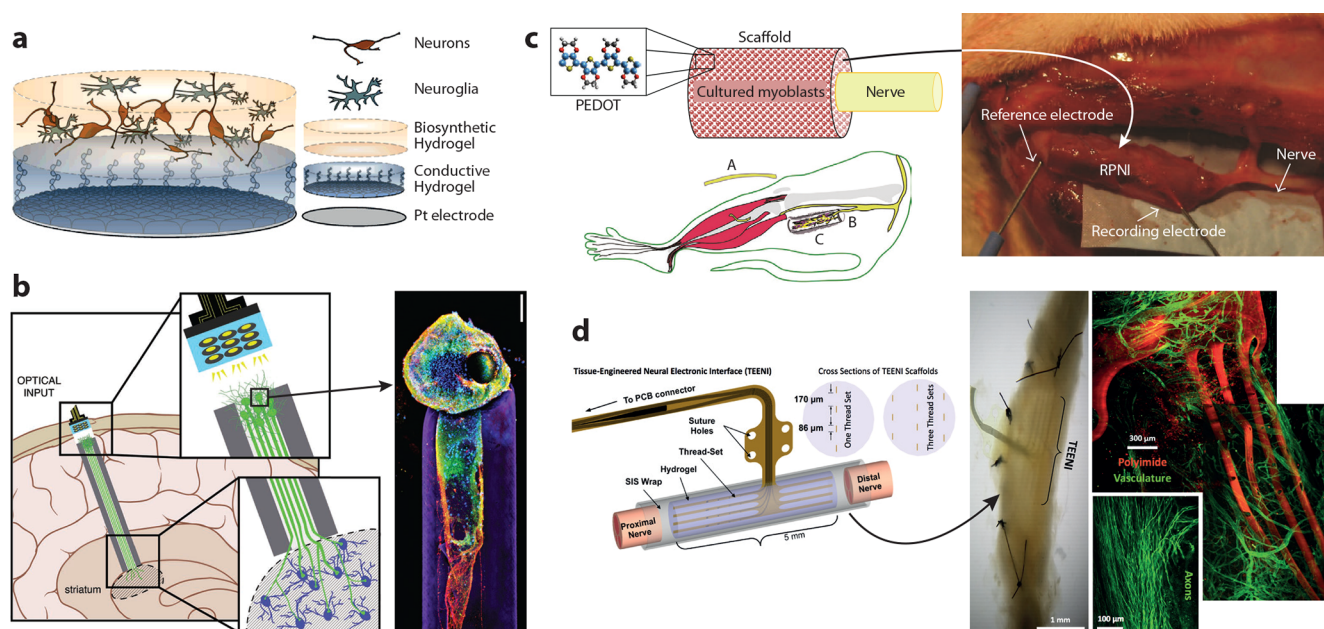 a
Neurons
Neuroglia
Biosynthetic
Hydrogel
Conductive
Hydrogel
Pt electrode
b
OPTICAL
INPUT
striatum
c
Scaffold
PEDOT
Cultured myoblasts
Nerve
A
B
C
Reference electrode
RPNI
Nerve
Recording electrode
d
Tissue-Engineered Neural Electronic Interface (TEENI)
To PCB connector
Suture
Holes
Thread-Set
Hydrogel
SIS Wrap
Proximal
Nerve
Distal
Nerve
5 mm
Cross Sections of TEENI Scaffolds
170 µm
86 µm
One Thread Set
Three Thread Sets
TEENI
1 mm
300 µm
Polyimide
Vasculature
Axons
100 µm